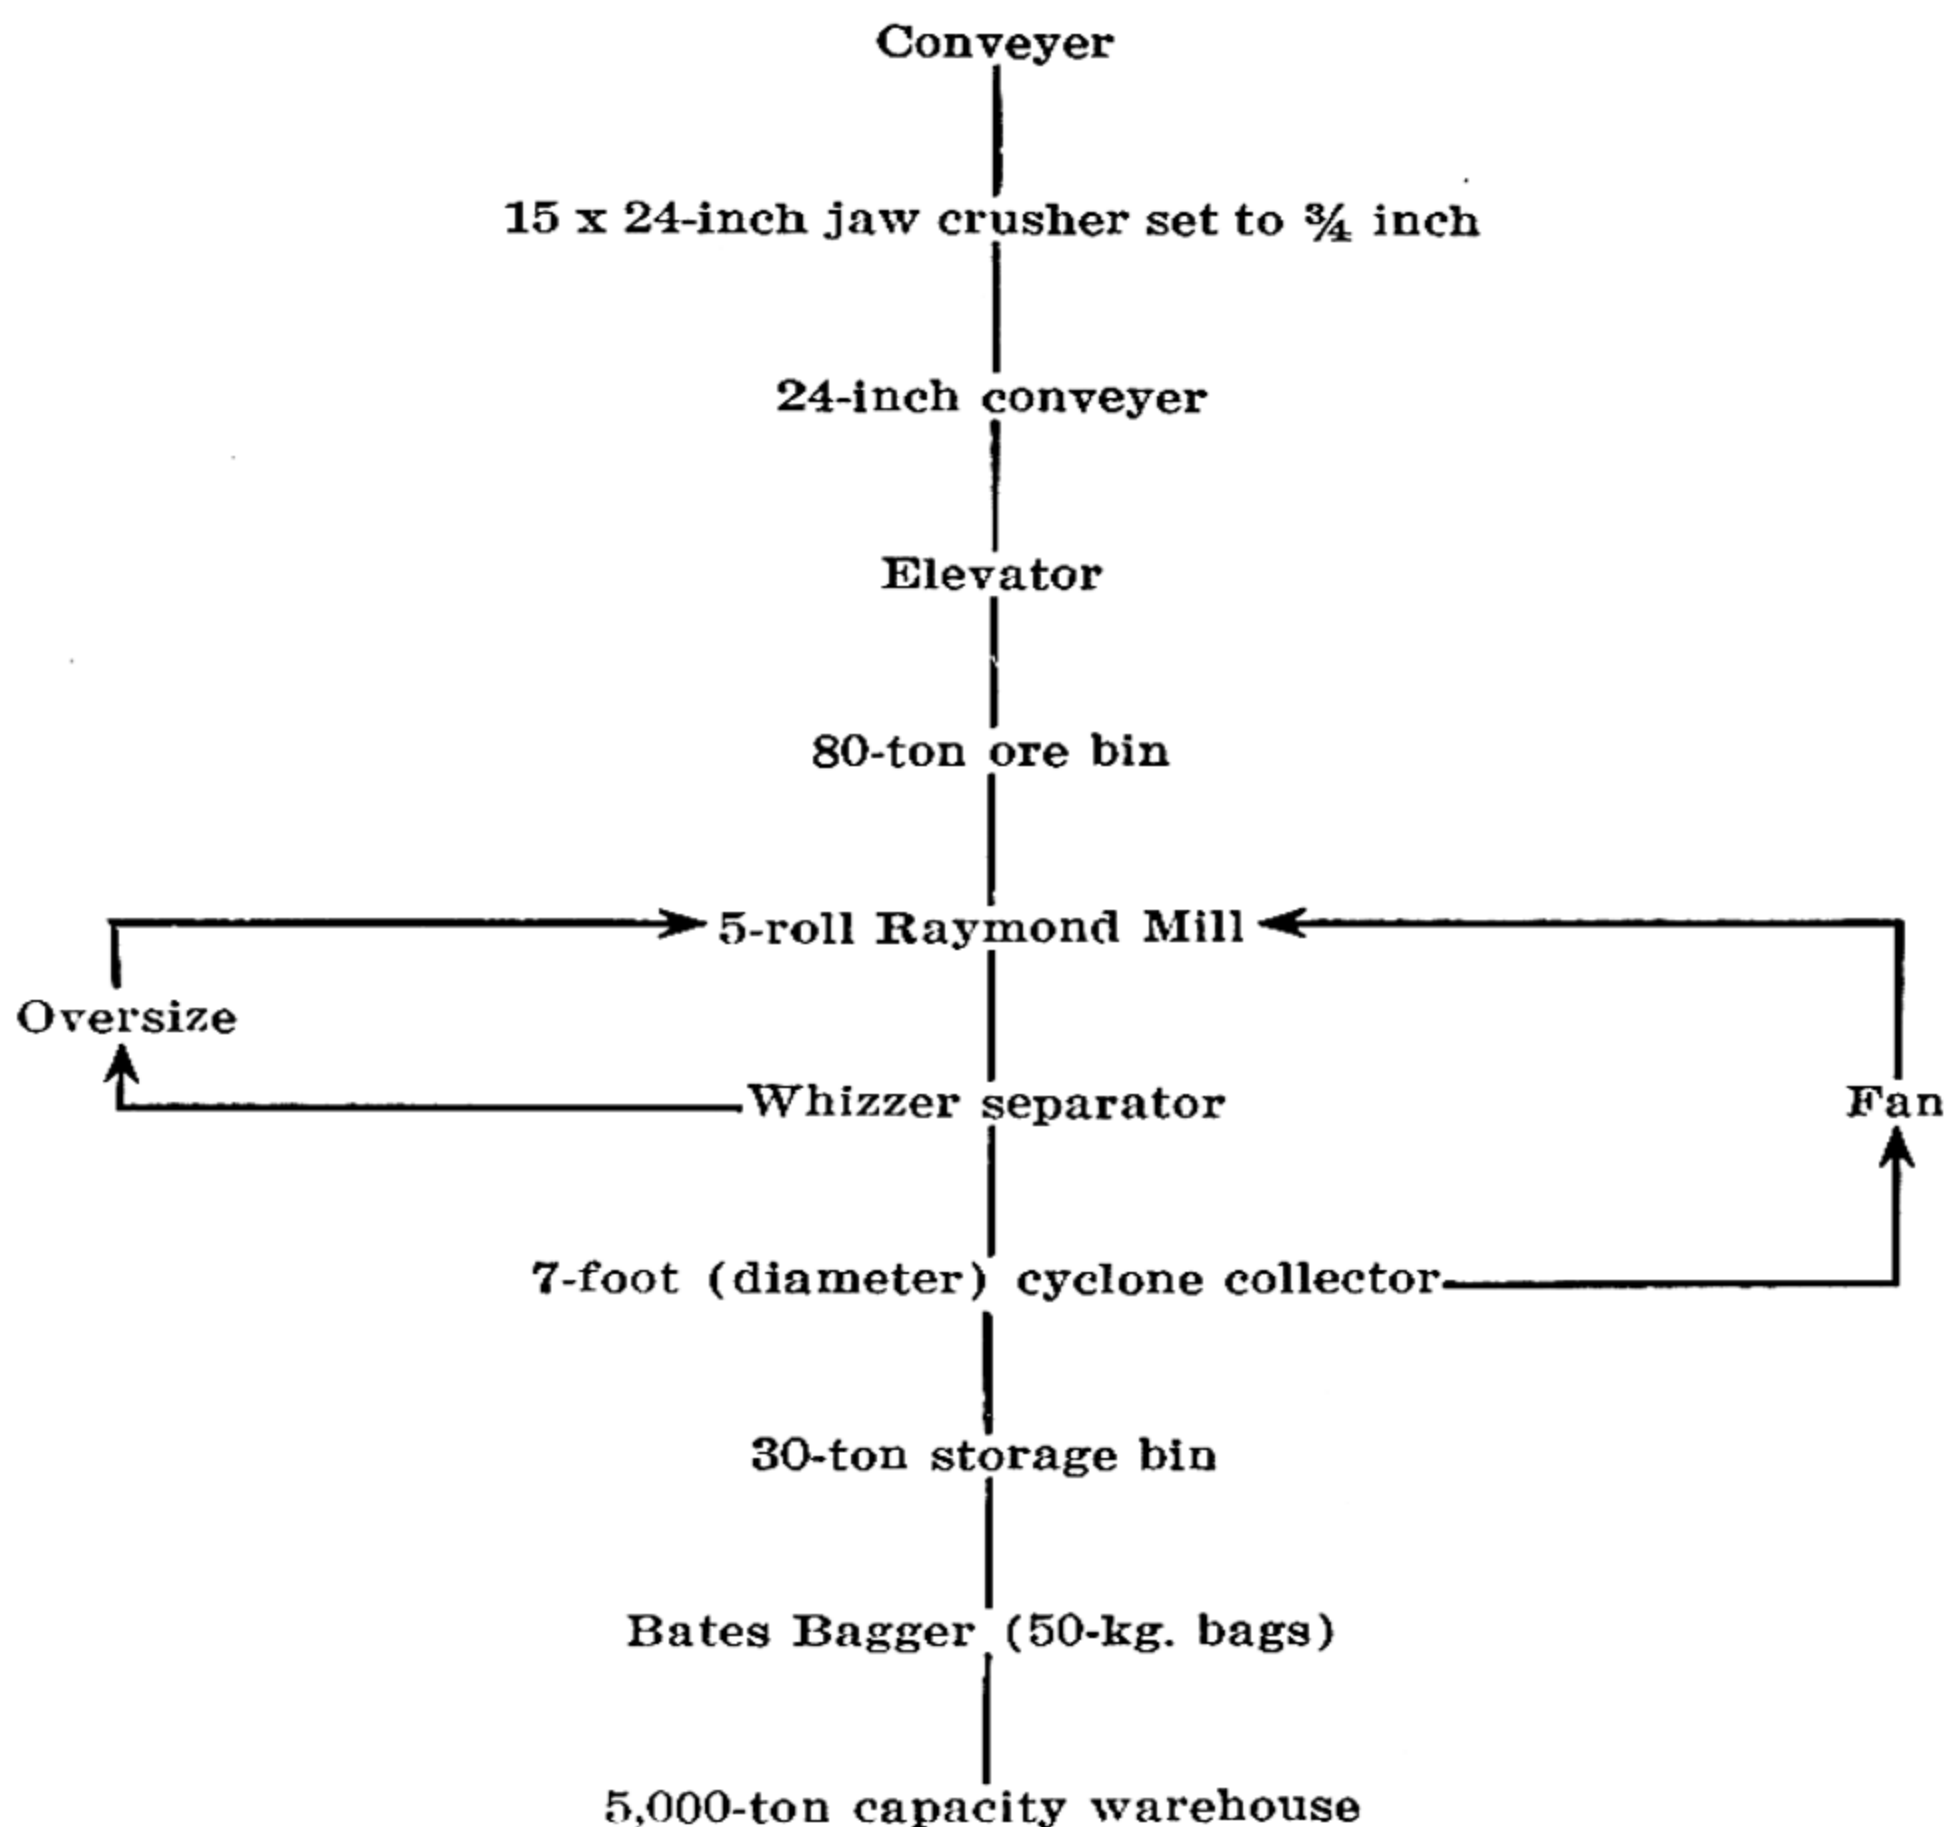 Conveyer
15 x 24-inch jaw crusher set to ¾ inch
24-inch conveyer
Elevator
80-ton ore bin
5-roll Raymond Mill
Oversize
Whizzer separator
Fan
7-foot (diameter) cyclone collector
30-ton storage bin
Bates Bagger (50-kg. bags)
5,000-ton capacity warehouse